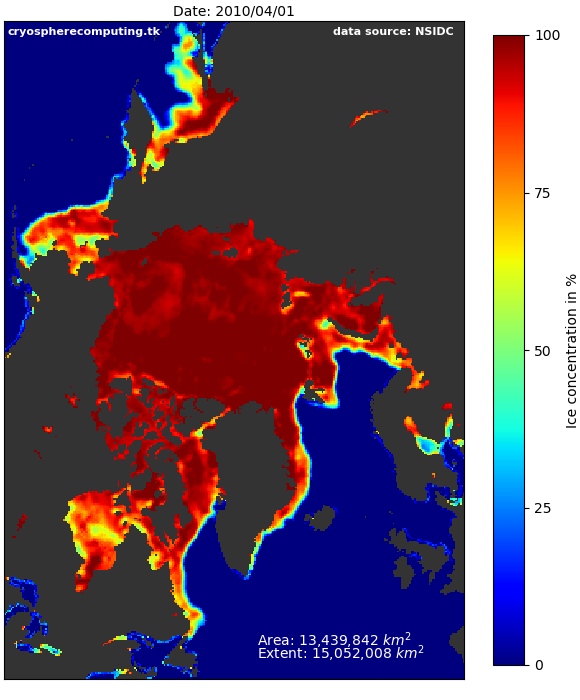 Date: 2010/04/01
cryospherecomputing.tk
data source: NSIDC
100
75
50
25
0
Ice concentration in %
Area: 13,439,842 km²
Extent: 15,052,008 km²